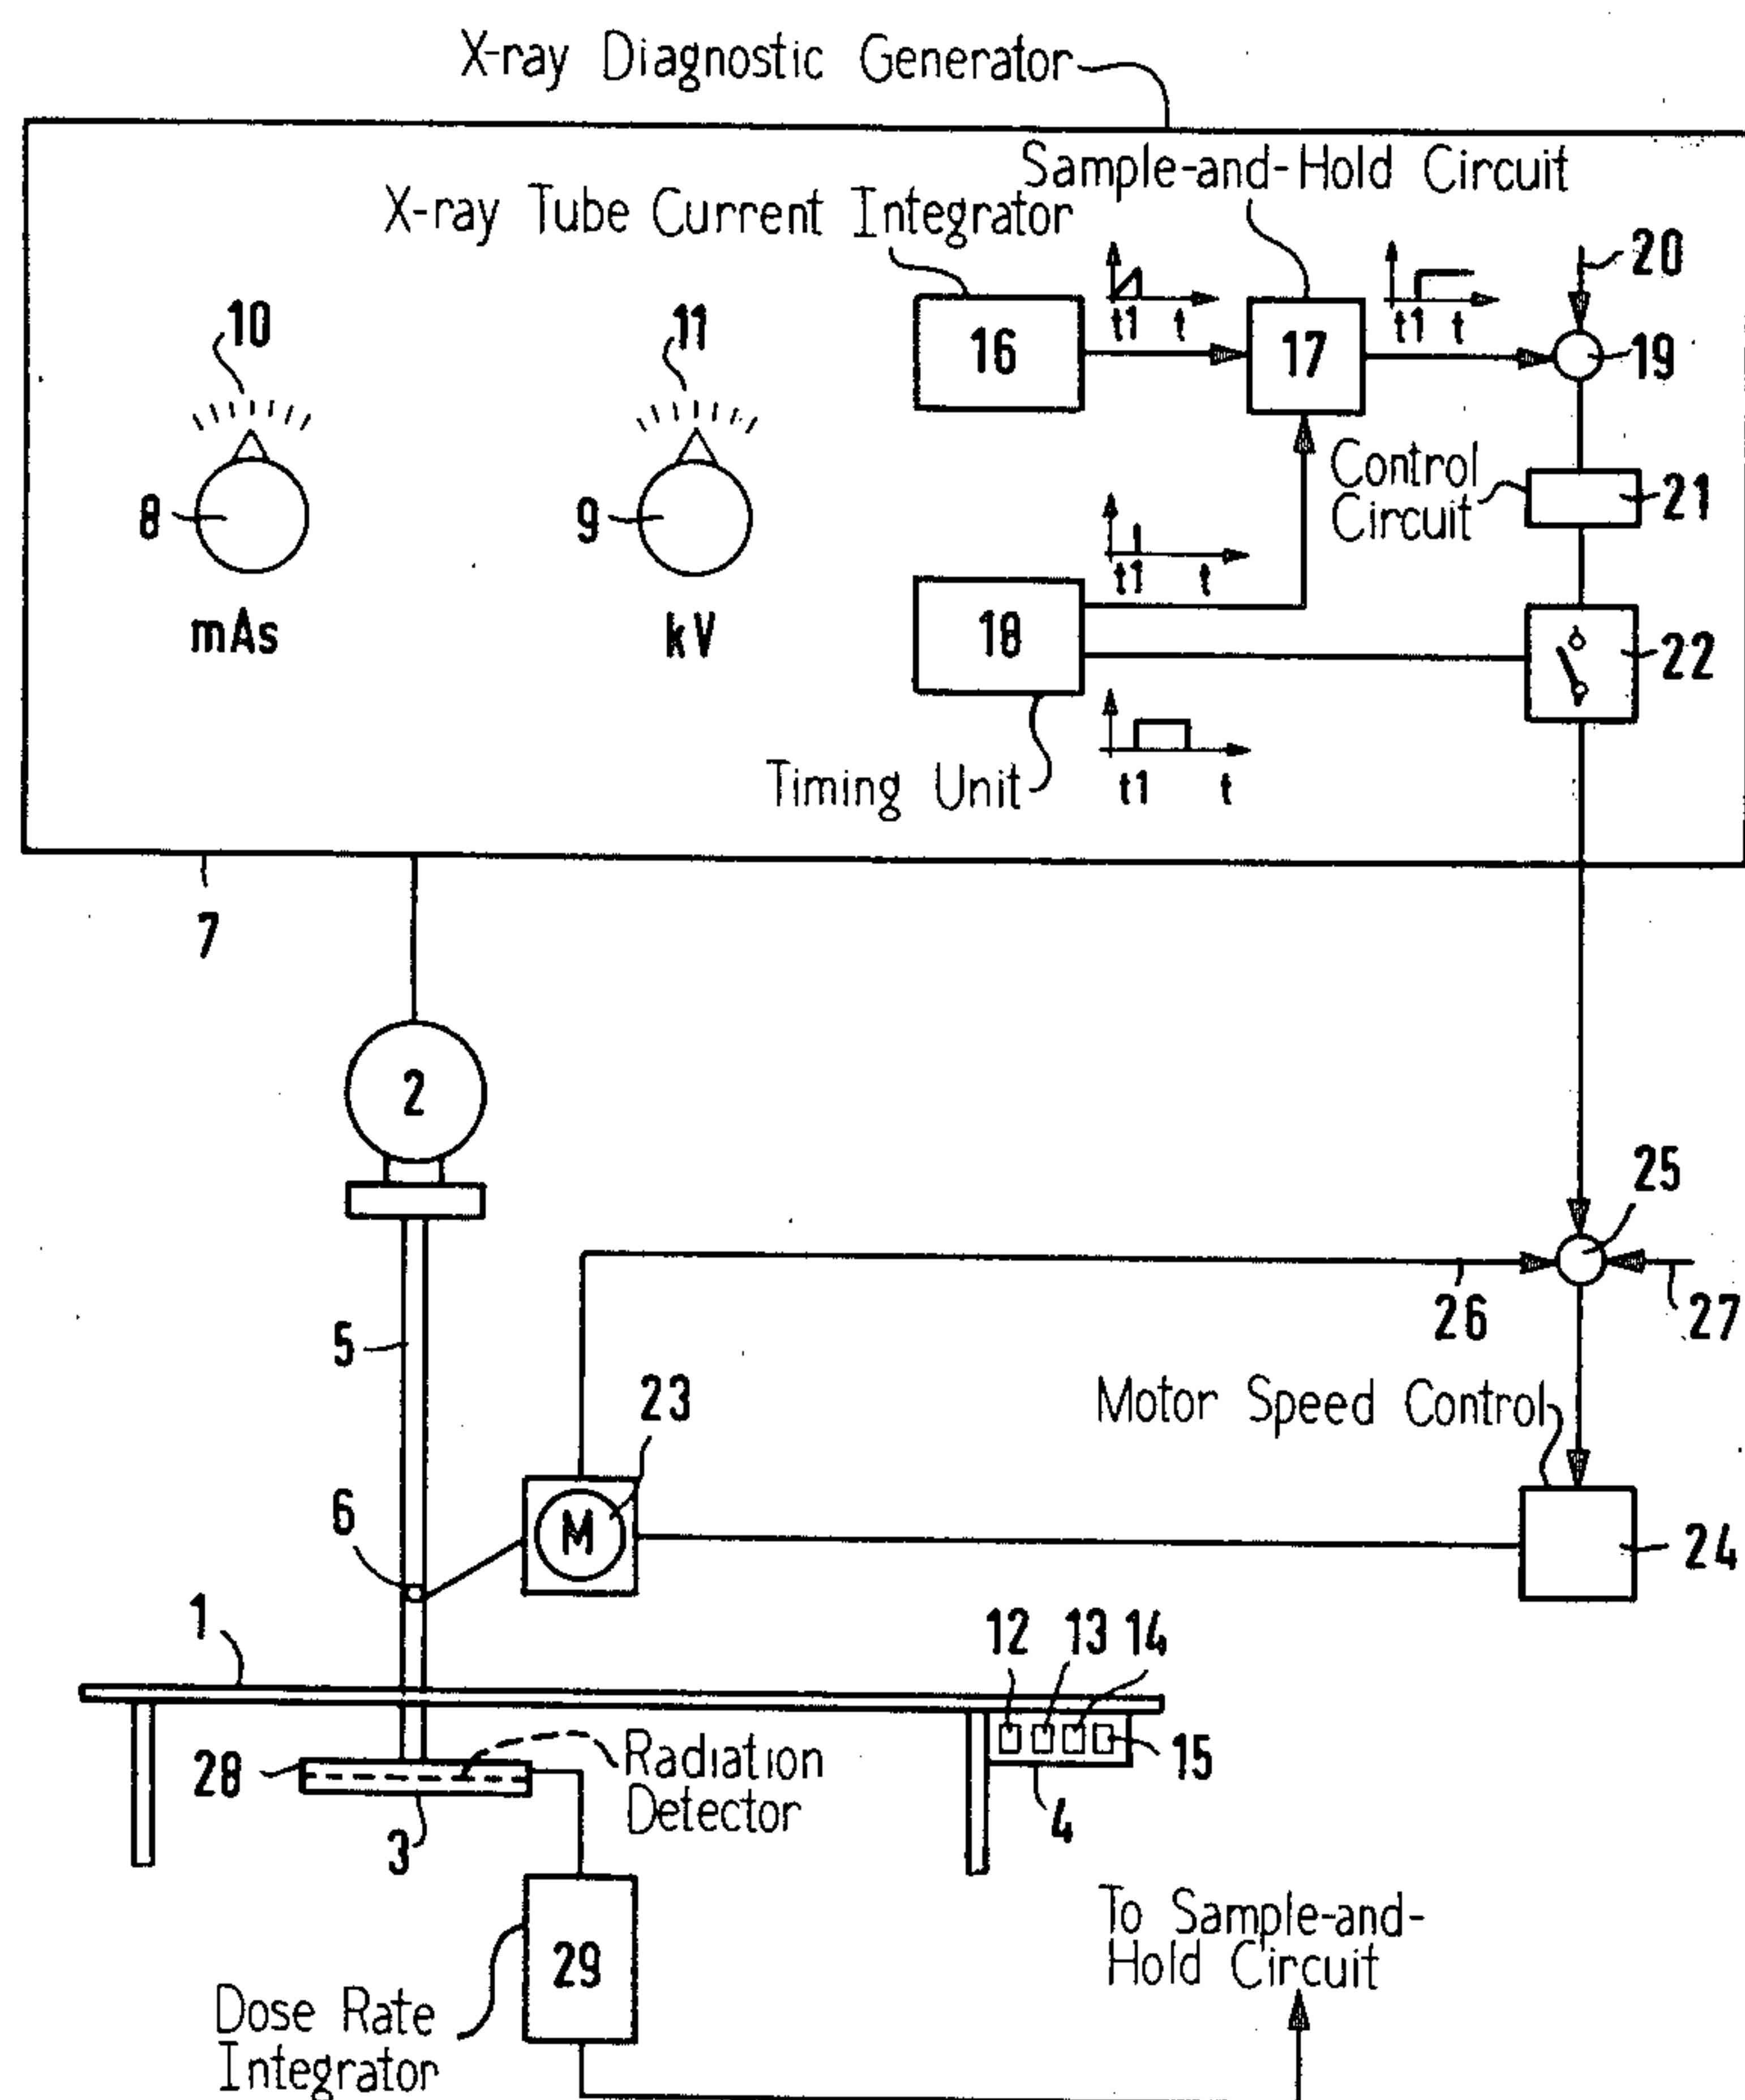 X-ray Diagnostic Generator
Sample-and-Hold Circuit
X-ray Tube Current Integrator
10
11
16
t1 t
17
t1 t
20
19
8
9
Control
Circuit
21
mAs
kV
t1 t
18
22
Timing Unit
t1 t
7
2
25
26
27
5
Motor Speed Control
23
M
6
24
1
12 13 14
28
Radiation
Detector
15
3
4
29
To Sample-and-
Hold Circuit
Dose Rate
Integrator